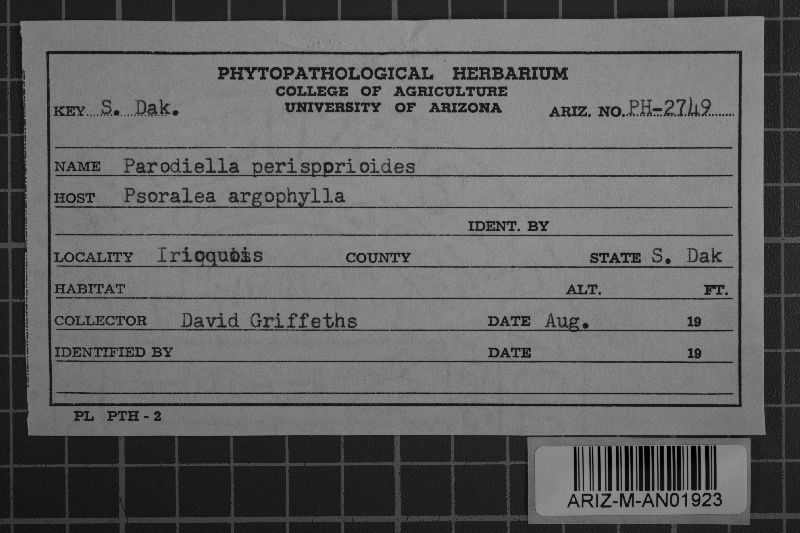 PHYTOPATHOLOGICAL HERBARIUM
COLLEGE OF AGRICULTURE
UNIVERSITY OF ARIZONA
KEY S. Dak.
ARIZ. NO. PH-2749
NAME Parodiella perispprioides
HOST Psoralea argophylla
IDENT. BY
LOCALITY Irioquois COUNTY STATE S. Dak
HABITAT ALT. FT.
COLLECTOR David Griffeths DATE Aug. 19
IDENTIFIED BY DATE 19
PL PTH-2
ARIZ-M-AN01923